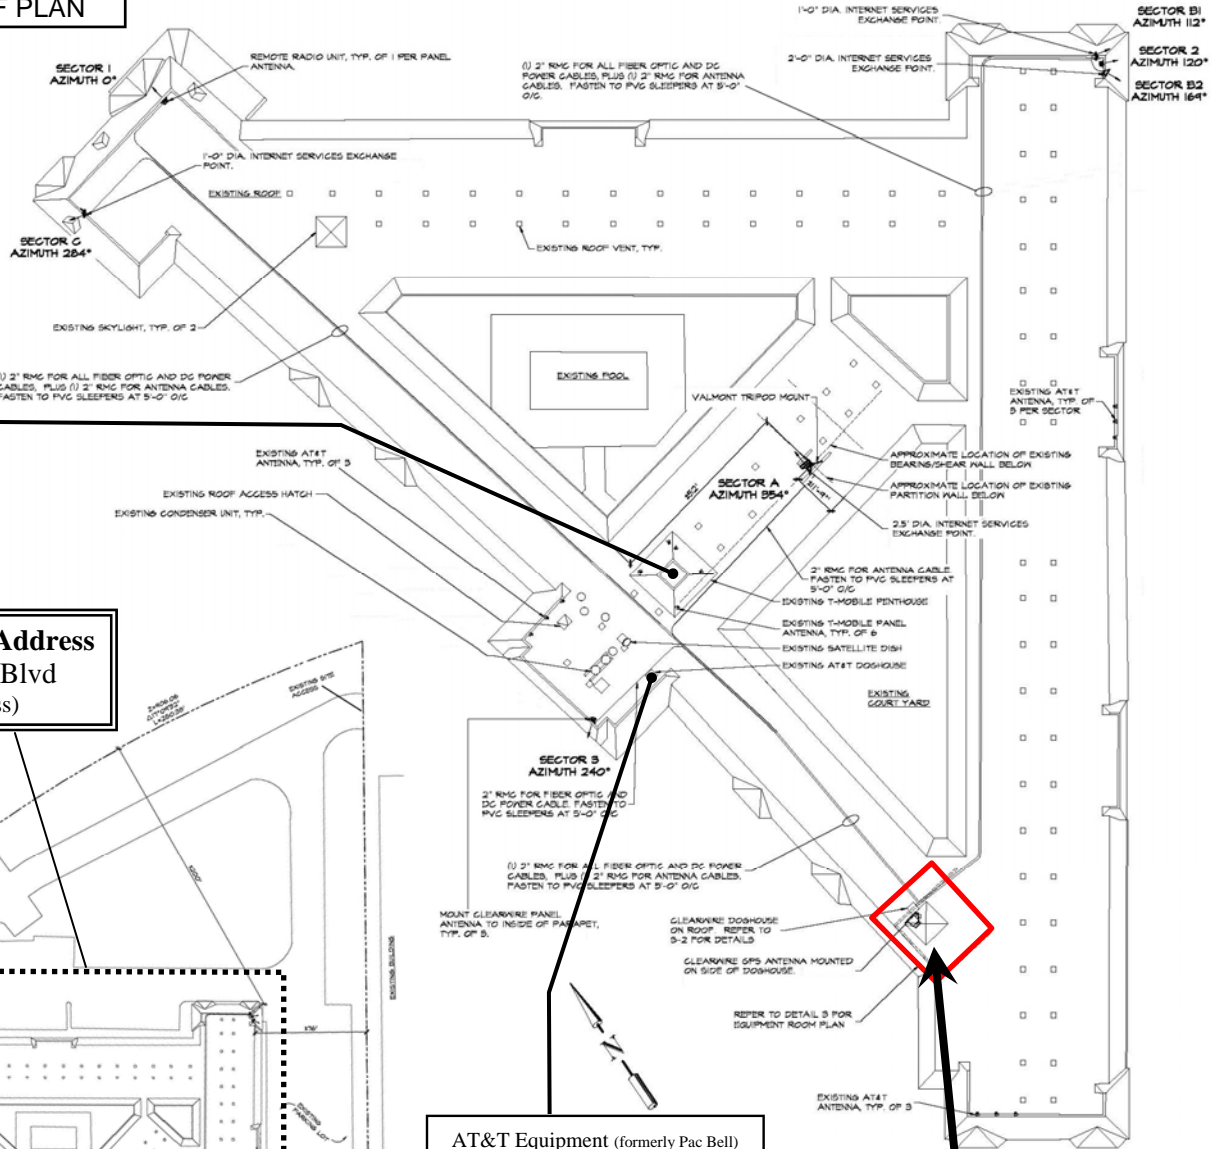 F PLAN
SECTOR 1
AZIMUTH 0°
REMOTE RADIO UNIT, TYP. OF 1 PER PANEL
ANTENNA.
(1) 2" RMC FOR ALL FIBER OPTIC AND DC
POWER CABLES, PLUS (1) 2" RMC FOR ANTENNA
CABLES. FASTEN TO PVC SLEEPERS AT 5'-0"
O/C.
1'-0" DIA. INTERNET SERVICES
EXCHANGE POINT.
2'-0" DIA. INTERNET SERVICES
EXCHANGE POINT.
SECTOR B1
AZIMUTH 112°
SECTOR 2
AZIMUTH 120°
SECTOR B2
AZIMUTH 169°
1'-0" DIA. INTERNET SERVICES EXCHANGE
POINT.
EXISTING ROOF
SECTOR C
AZIMUTH 284°
EXISTING ROOF VENT, TYP.
EXISTING SKYLIGHT, TYP. OF 2
1) 2" RMC FOR ALL FIBER OPTIC AND DC POWER
CABLES, PLUS (1) 2" RMC FOR ANTENNA CABLES.
FASTEN TO PVC SLEEPERS AT 5'-0" O/C
EXISTING POOL
VALMONT TRIPOD MOUNT
EXISTING AT&T
ANTENNA, TYP. OF
3 PER SECTOR
EXISTING AT&T
ANTENNA, TYP. OF 3
EXISTING ROOF ACCESS HATCH
EXISTING CONDENSER UNIT, TYP.
SECTOR A
AZIMUTH 354°
APPROXIMATE LOCATION OF EXISTING
BEARING/SHEAR WALL BELOW
APPROXIMATE LOCATION OF EXISTING
PARTITION WALL BELOW
2.5' DIA. INTERNET SERVICES
EXCHANGE POINT.
2" RMC FOR ANTENNA CABLE
FASTEN TO PVC SLEEPERS AT
5'-0" O/C
EXISTING T-MOBILE PENTHOUSE
EXISTING T-MOBILE PANEL
ANTENNA, TYP. OF 6
EXISTING SATELLITE DISH
EXISTING AT&T DOGHOUSE
EXISTING
COURT YARD
Address
Blvd
ss)
EXISTING SITE
ACCESS
SECTOR 3
AZIMUTH 240°
2" RMC FOR FIBER OPTIC AND
DC POWER CABLE. FASTEN TO
PVC SLEEPERS AT 5'-0" O/C
(1) 2" RMC FOR ALL FIBER OPTIC AND DC POWER
CABLES, PLUS (1) 2" RMC FOR ANTENNA CABLES.
FASTEN TO PVC SLEEPERS AT 5'-0" O/C
MOUNT CLEARWIRE PANEL
ANTENNA TO INSIDE OF PARAPET,
TYP. OF 3.
CLEARWIRE DOGHOUSE
ON ROOF. REFER TO
S-2 FOR DETAILS
CLEARWIRE GPS ANTENNA MOUNTED
ON SIDE OF DOGHOUSE.
REFER TO DETAIL 3 FOR
EQUIPMENT ROOM PLAN
EXISTING BUILDING
N
EXISTING
PARKING LOT
EXISTING AT&T
ANTENNA, TYP. OF 3
AT&T Equipment (formerly Pac Bell)